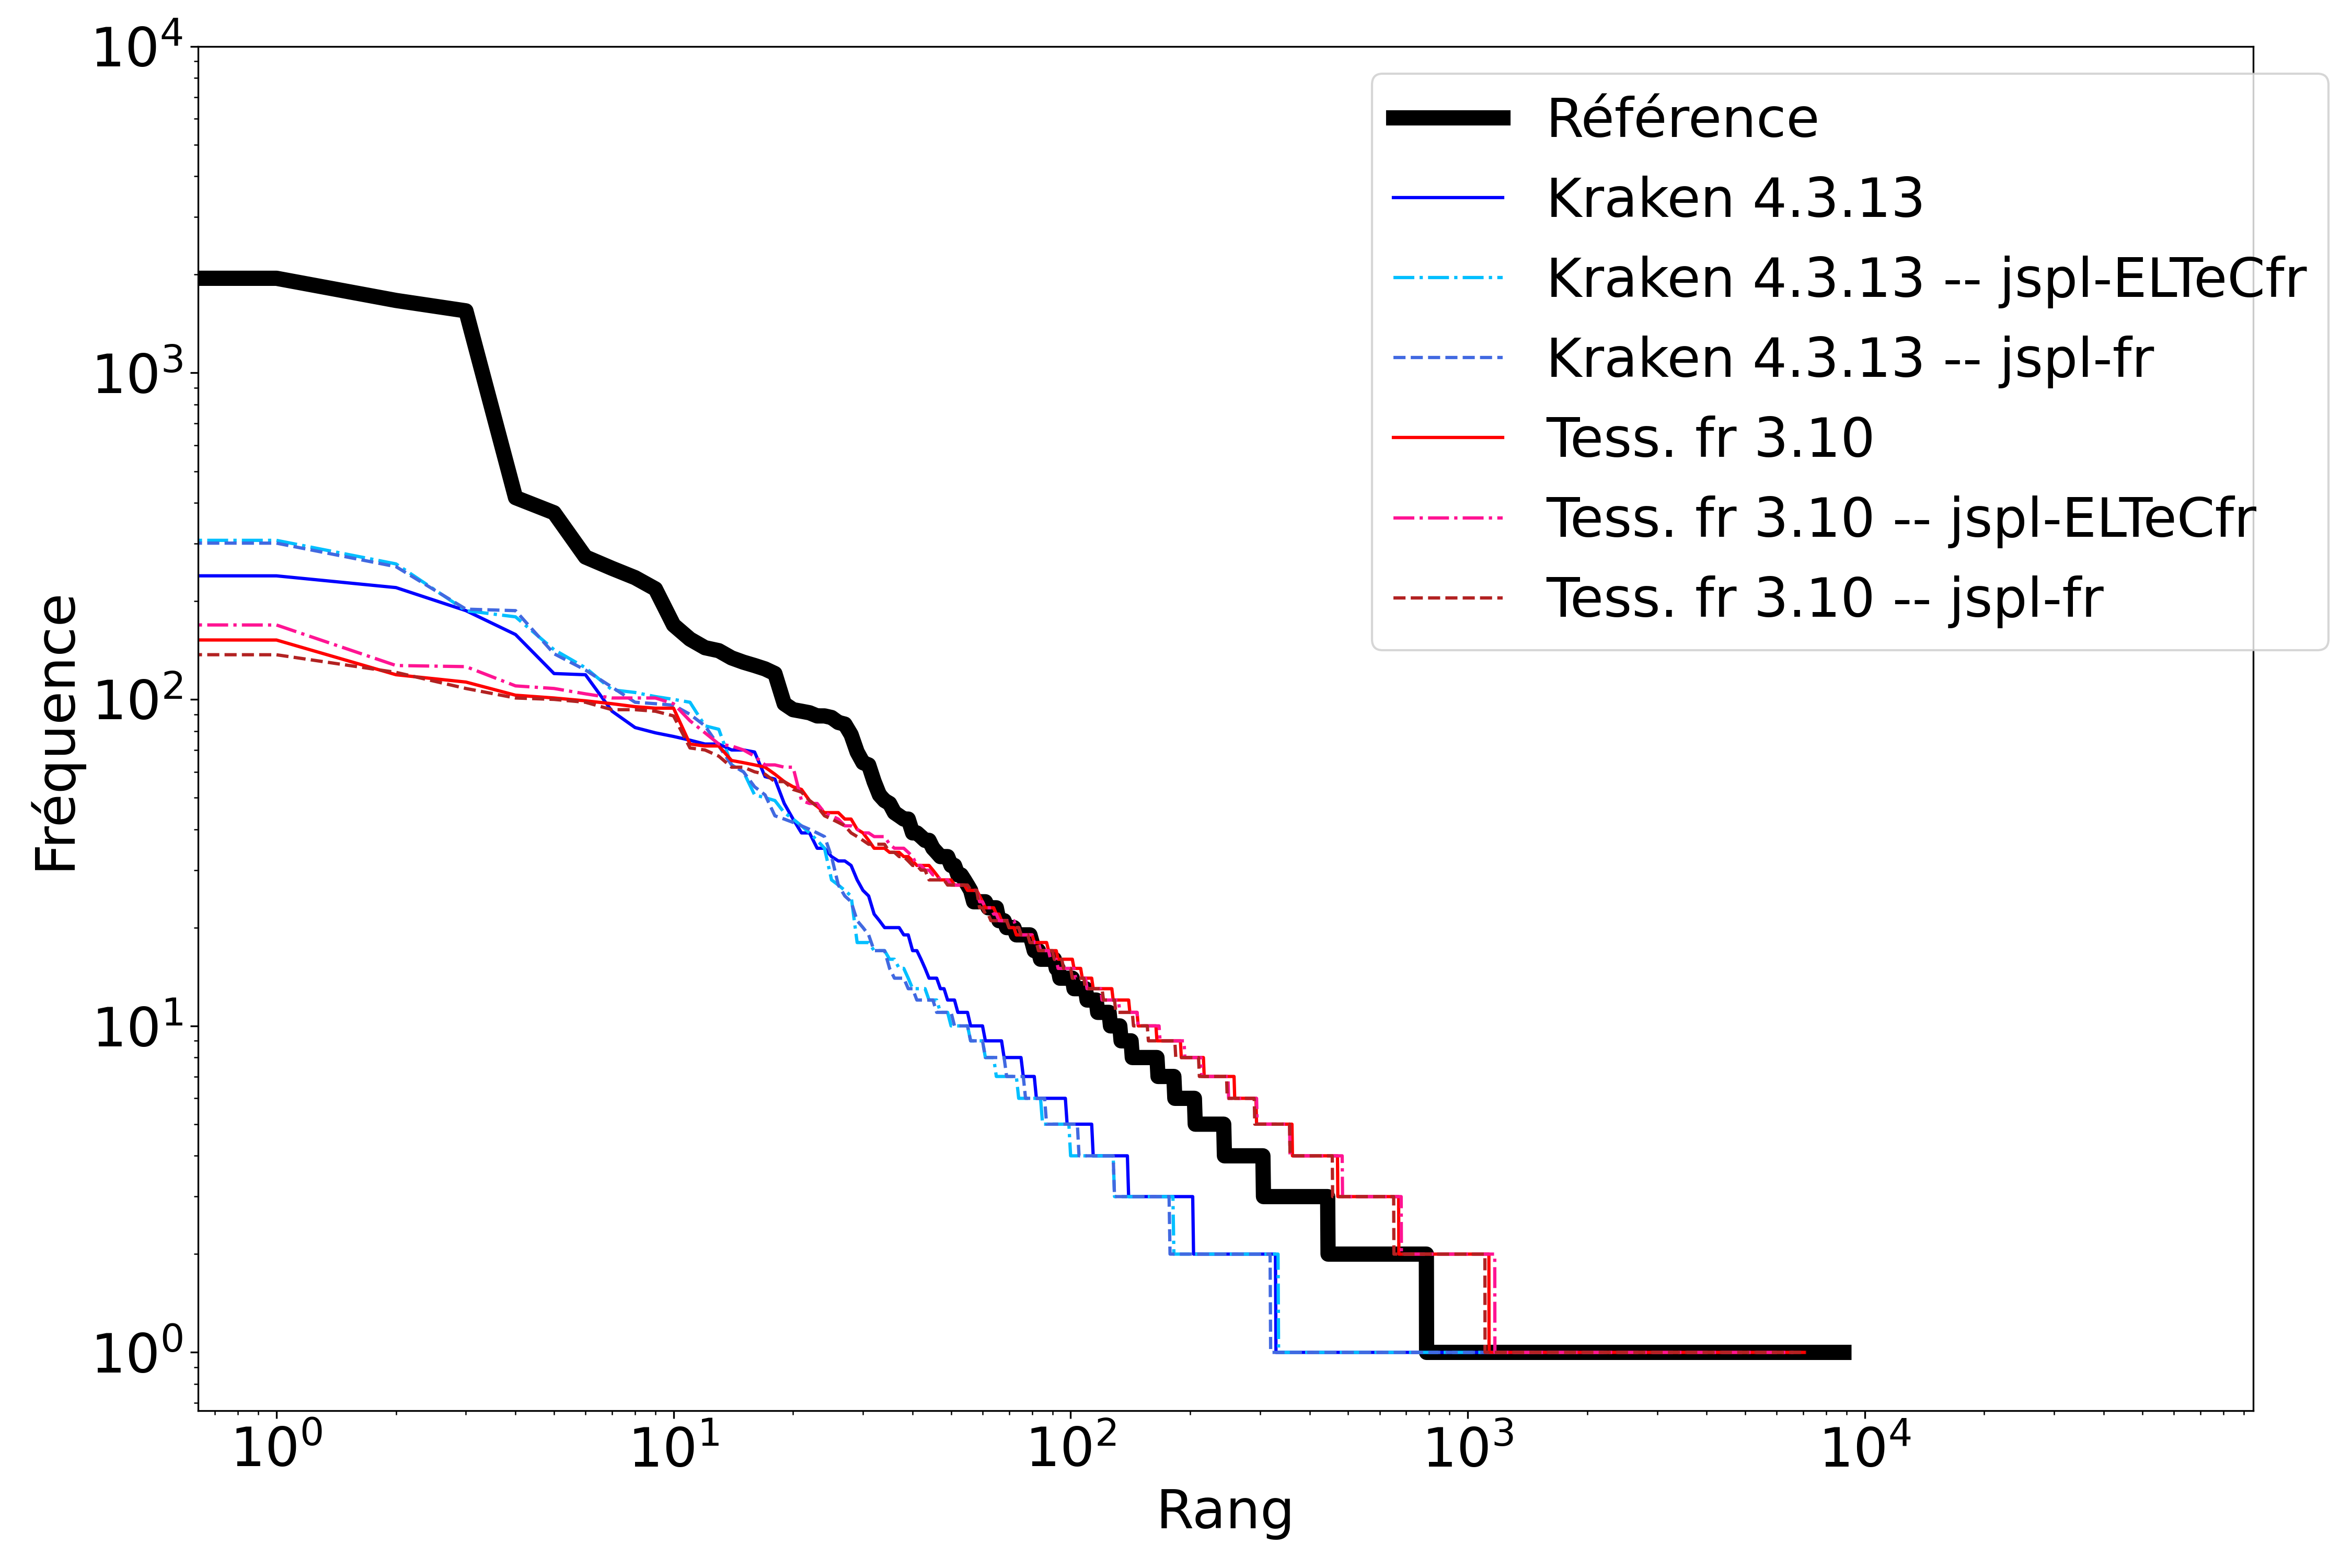 10⁴
10³
10²
10¹
10⁰
Fréquence
10⁰ 10¹ 10² 10³ 10⁴
Rang
Référence
Kraken 4.3.13
Kraken 4.3.13 -- jspl-ELTeCfr
Kraken 4.3.13 -- jspl-fr
Tess. fr 3.10
Tess. fr 3.10 -- jspl-ELTeCfr
Tess. fr 3.10 -- jspl-fr